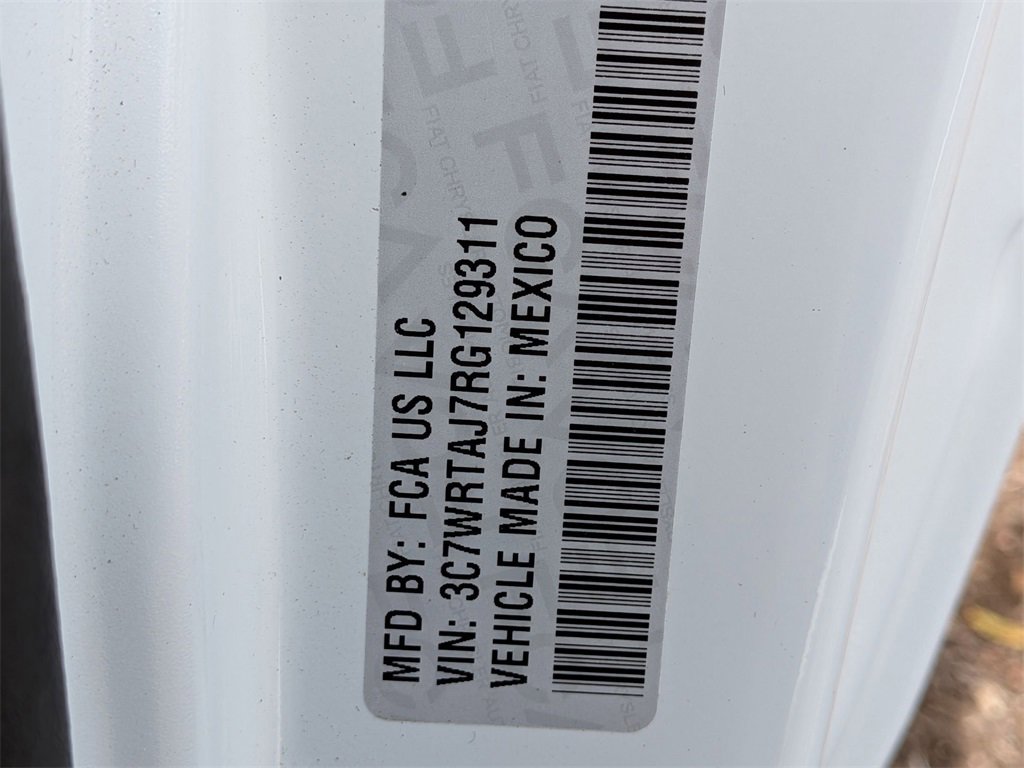 MFD BY: FCA US LLC
VIN: 3C7WRTAJ7RG129311
VEHICLE MADE IN: MEXICO